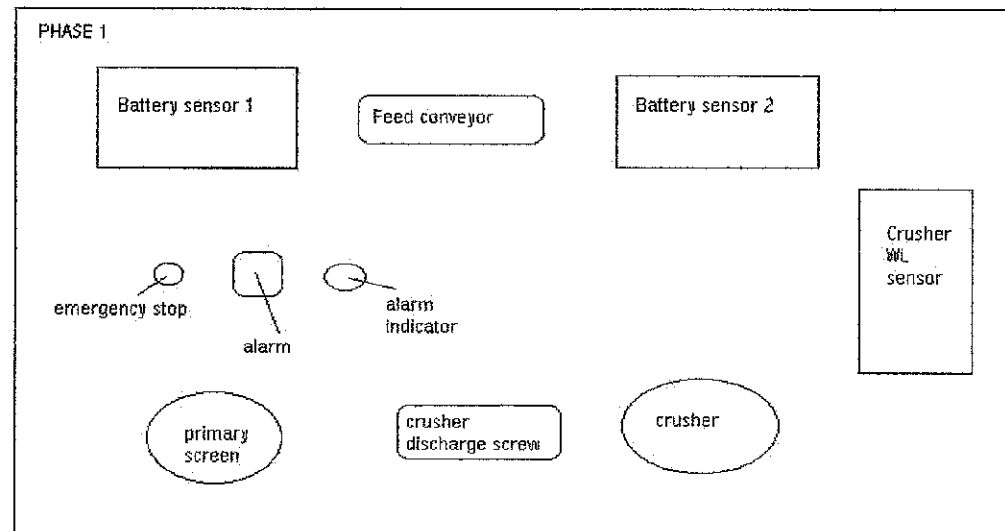 PHASE 1
Battery sensor 1
Feed conveyor
Battery sensor 2
Crusher
WL
sensor
emergency stop
alarm
alarm
indicator
primary
screen
crusher
discharge screw
crusher